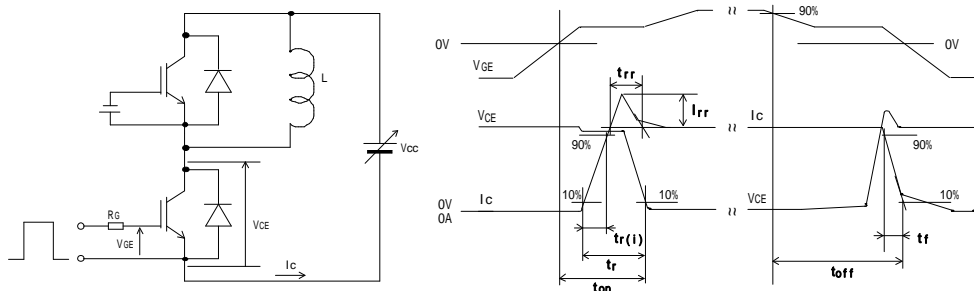 L
Vcc
RG
VGE
VCE
Ic
0V
VGE
90%
0V
trr
Irr
VCE
Ic
90%
90%
10%
10%
0V
0A
Ic
VCE
10%
tr(i)
tr
ton
tf
toff